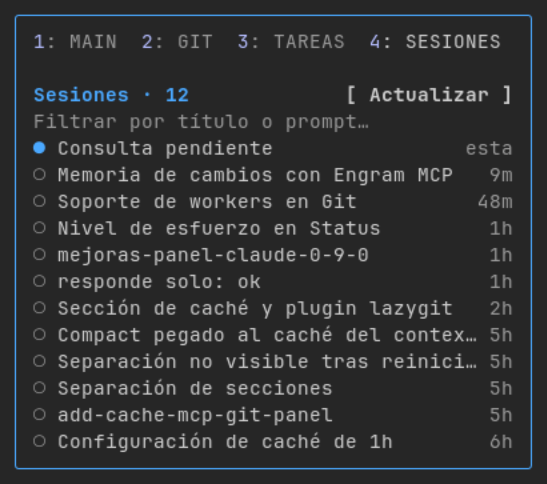 1: MAIN  2: GIT  3: TAREAS  4: SESIONES
Sesiones · 12  [ Actualizar ]
Filtrar por título o prompt…
Consulta pendiente  esta
Memoria de cambios con Engram MCP  9m
Soporte de workers en Git  48m
Nivel de esfuerzo en Status  1h
mejoras-panel-claude-0-9-0  1h
responde solo: ok  1h
Sección de caché y plugin lazygit  2h
Compact pegado al caché del contex…  5h
Separación no visible tras reinici…  5h
Separación de secciones  5h
add-cache-mcp-git-panel  5h
Configuración de caché de 1h  6h